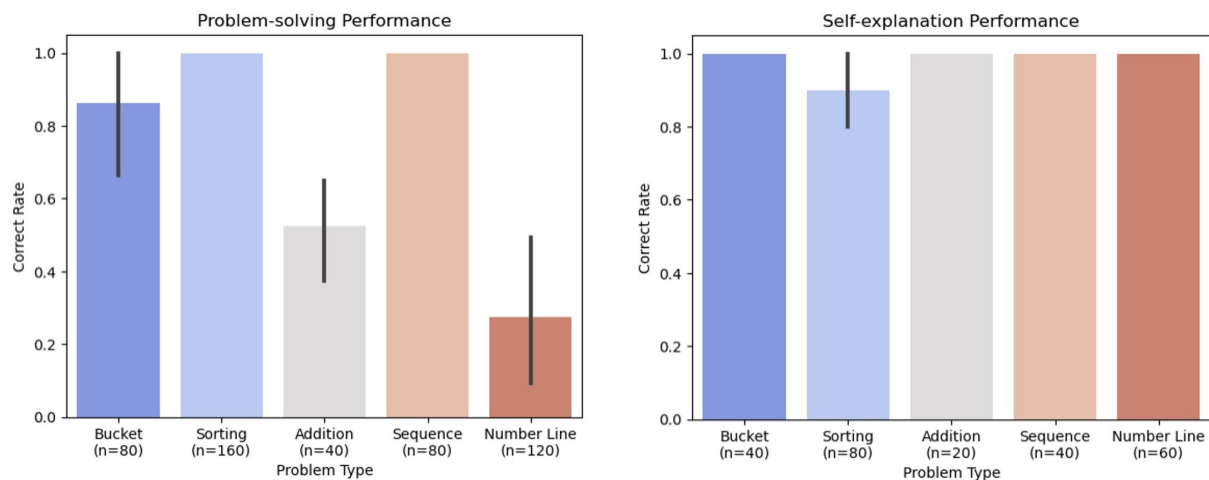 Problem-solving Performance
1.0
0.8
0.6
0.4
0.2
0.0
Correct Rate
Bucket
(n=80)
Sorting
(n=160)
Addition
(n=40)
Sequence
(n=80)
Number Line
(n=120)
Problem Type
Self-explanation Performance
1.0
0.8
0.6
0.4
0.2
0.0
Correct Rate
Bucket
(n=40)
Sorting
(n=80)
Addition
(n=20)
Sequence
(n=40)
Number Line
(n=60)
Problem Type